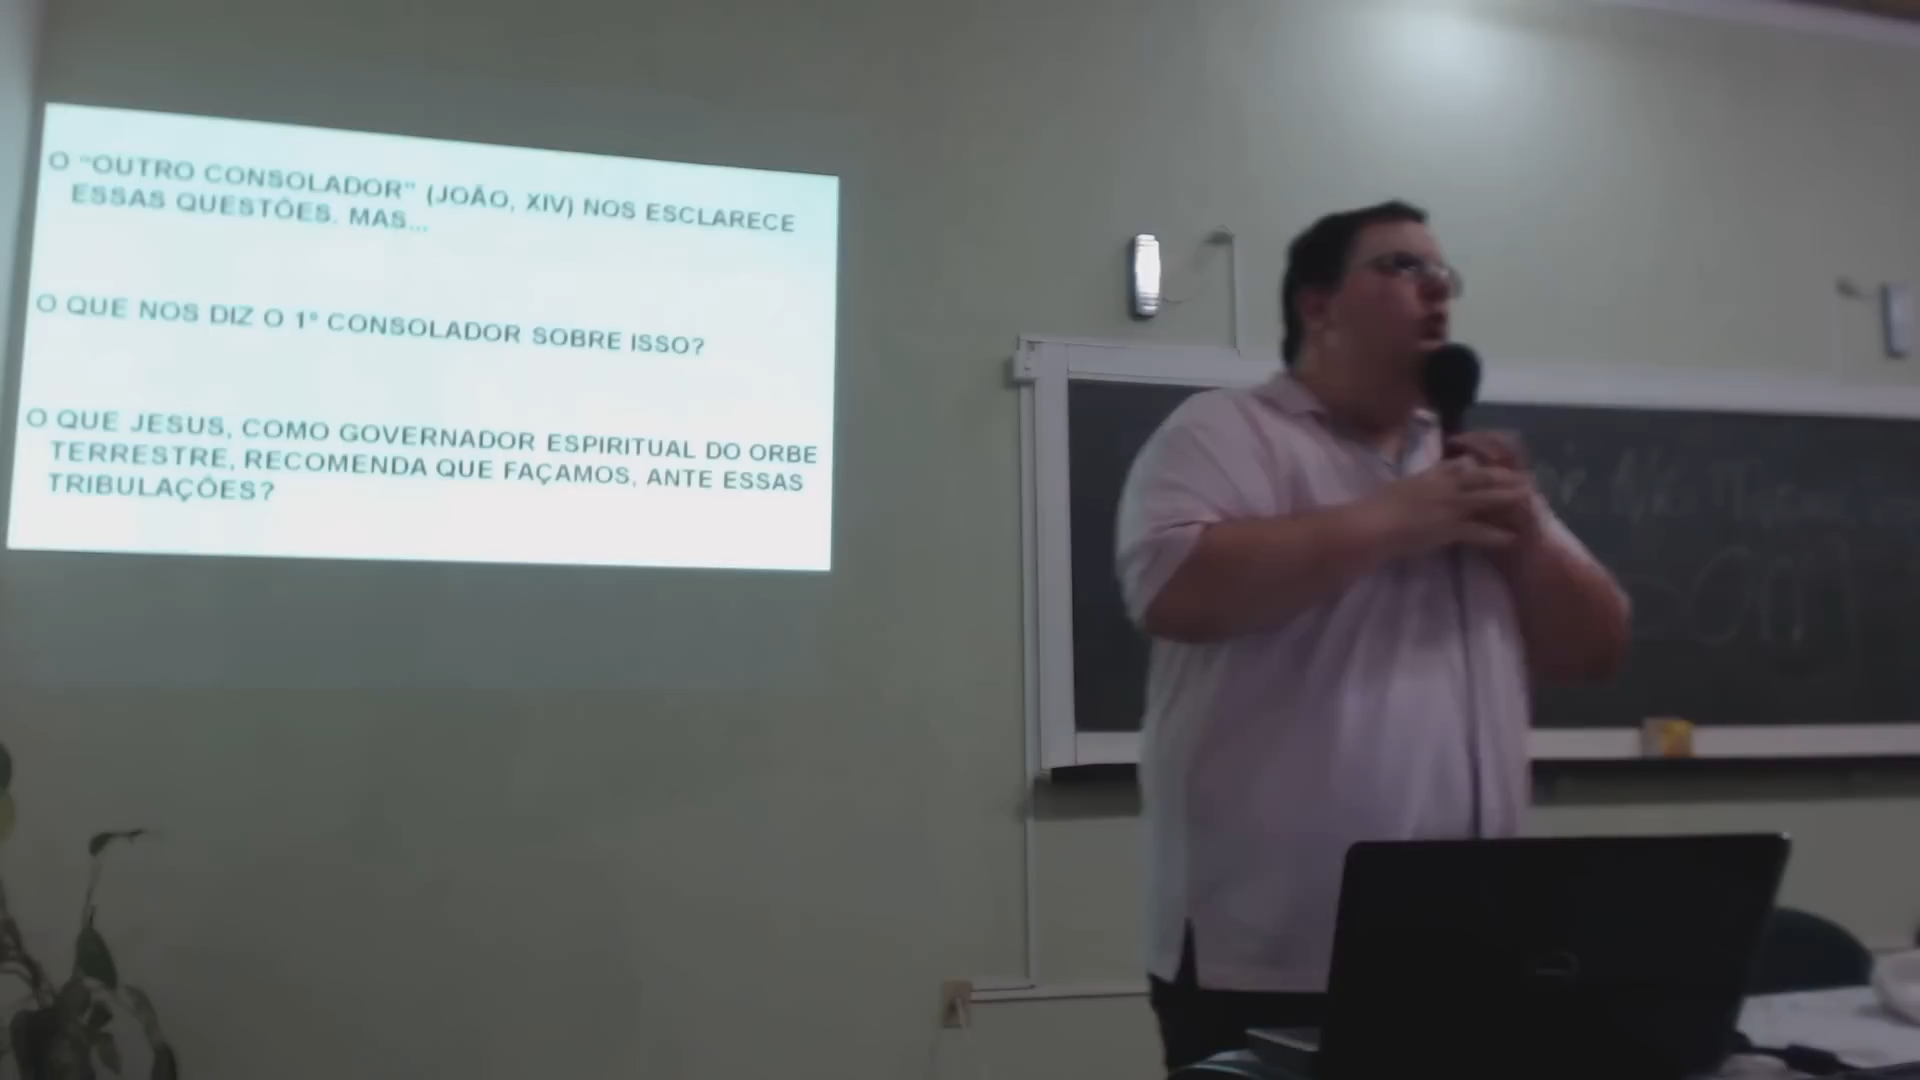 O "OUTRO CONSOLADOR" (JOÃO, XIV) NOS ESCLARECE
ESSAS QUESTÕES. MAS...
O QUE NOS DIZ O 1º CONSOLADOR SOBRE ISSO?
O QUE JESUS, COMO GOVERNADOR ESPIRITUAL DO ORBE
TERRESTRE, RECOMENDA QUE FAÇAMOS, ANTE ESSAS
TRIBULAÇÕES?